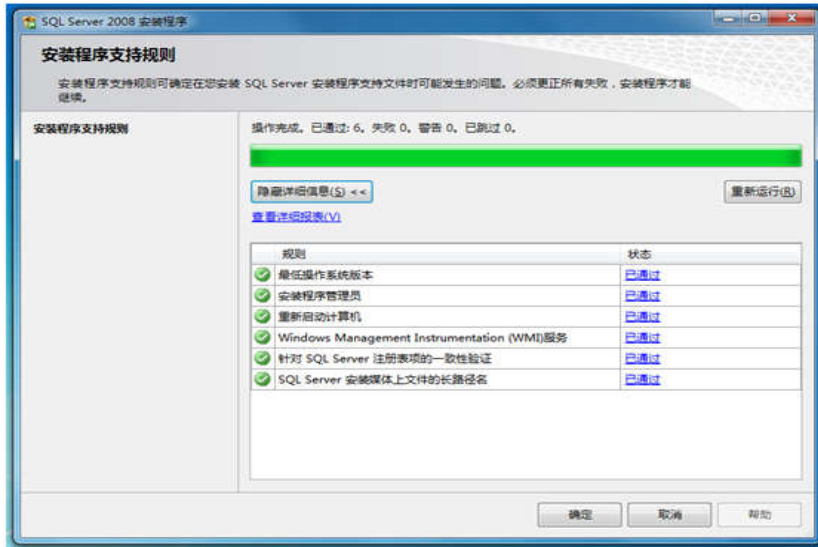 SQL Server 2008 安装程序
安装程序支持规则
安装程序支持规则可确定在您安装 SQL Server 安装程序支持文件时可能发生的问题。必须更正所有失败，安装程序才能
继续。
安装程序支持规则
操作完成。已通过: 6。失败 0。警告 0。已跳过 0。
隐藏详细信息(S) <<
重新运行(R)
查看详细报表(V)
规则 状态
最低操作系统版本 已通过
安装程序管理员 已通过
重新启动计算机 已通过
Windows Management Instrumentation (WMI)服务 已通过
针对 SQL Server 注册表项的一致性验证 已通过
SQL Server 安装媒体上文件的长路径名 已通过
确定 取消 帮助